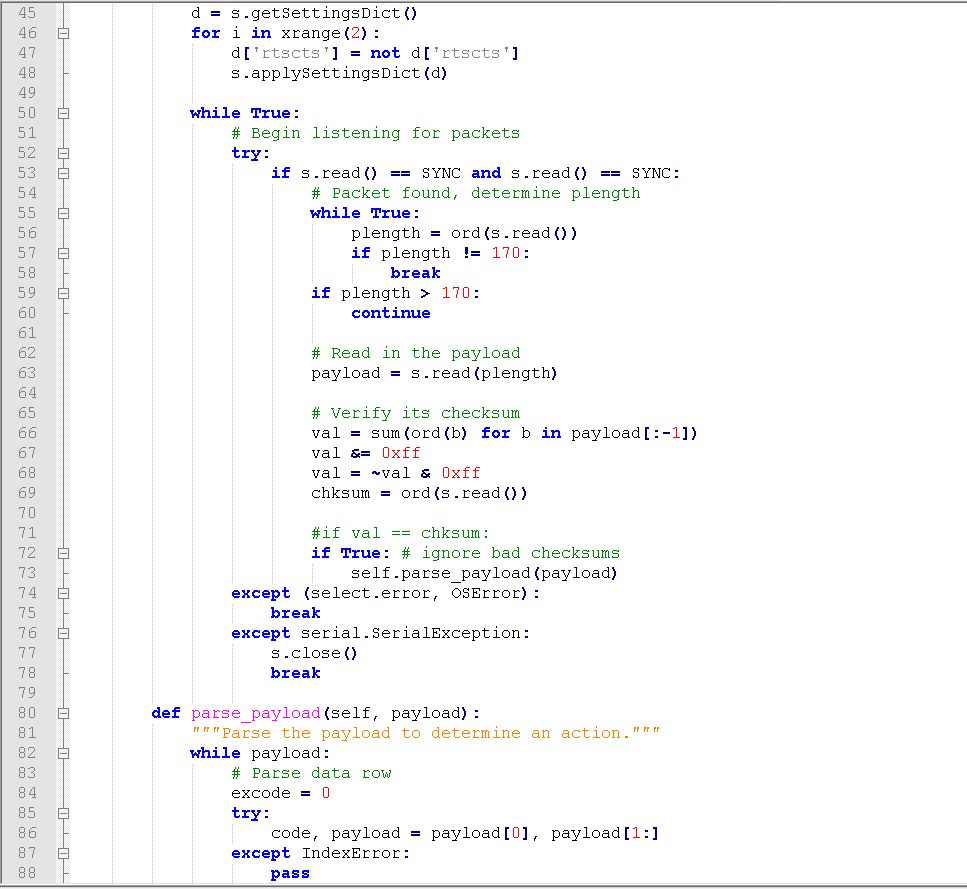 45 d = s.getSettingsDict()
46 for i in xrange(2):
47 d['rtscts'] = not d['rtscts']
48 s.applySettingsDict(d)
49
50 while True:
51 # Begin listening for packets
52 try:
53 if s.read() == SYNC and s.read() == SYNC:
54 # Packet found, determine plength
55 while True:
56 plength = ord(s.read())
57 if plength != 170:
58 break
59 if plength > 170:
60 continue
61
62 # Read in the payload
63 payload = s.read(plength)
64
65 # Verify its checksum
66 val = sum(ord(b) for b in payload[:-1])
67 val &= 0xff
68 val = ~val & 0xff
69 chksum = ord(s.read())
70
71 #if val == chksum:
72 if True: # ignore bad checksums
73 self.parse_payload(payload)
74 except (select.error, OSError):
75 break
76 except serial.SerialException:
77 s.close()
78 break
79
80 def parse_payload(self, payload):
81 """Parse the payload to determine an action."""
82 while payload:
83 # Parse data row
84 excode = 0
85 try:
86 code, payload = payload[0], payload[1:]
87 except IndexError:
88 pass